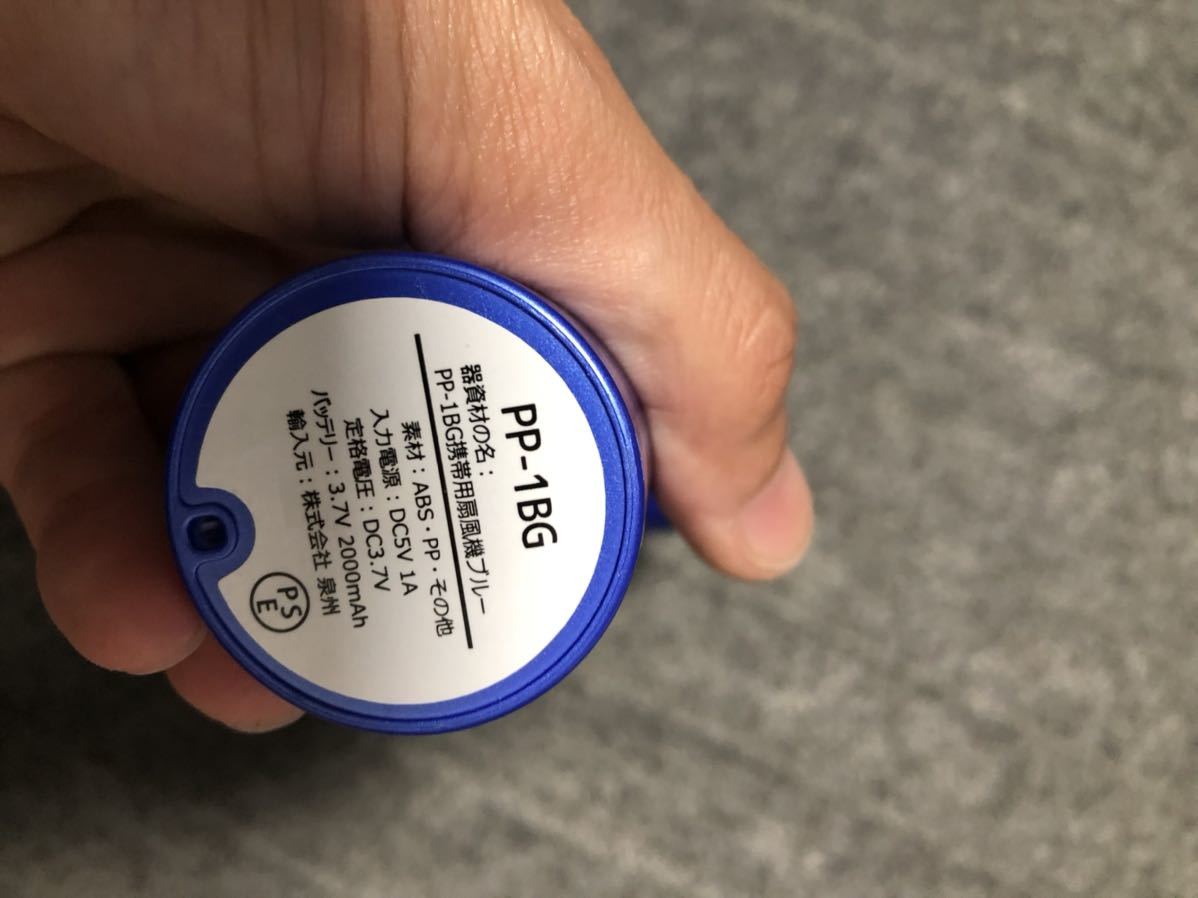 PP-1BG
器資材の名：
PP-1BG携帯用扇風機ブルー
素材：ABS・PP・その他
入力電源：DC5V 1A
定格電圧：DC3.7V
バッテリー：3.7V 2000mAh
輸入元：株式会社 泉州
PS
E